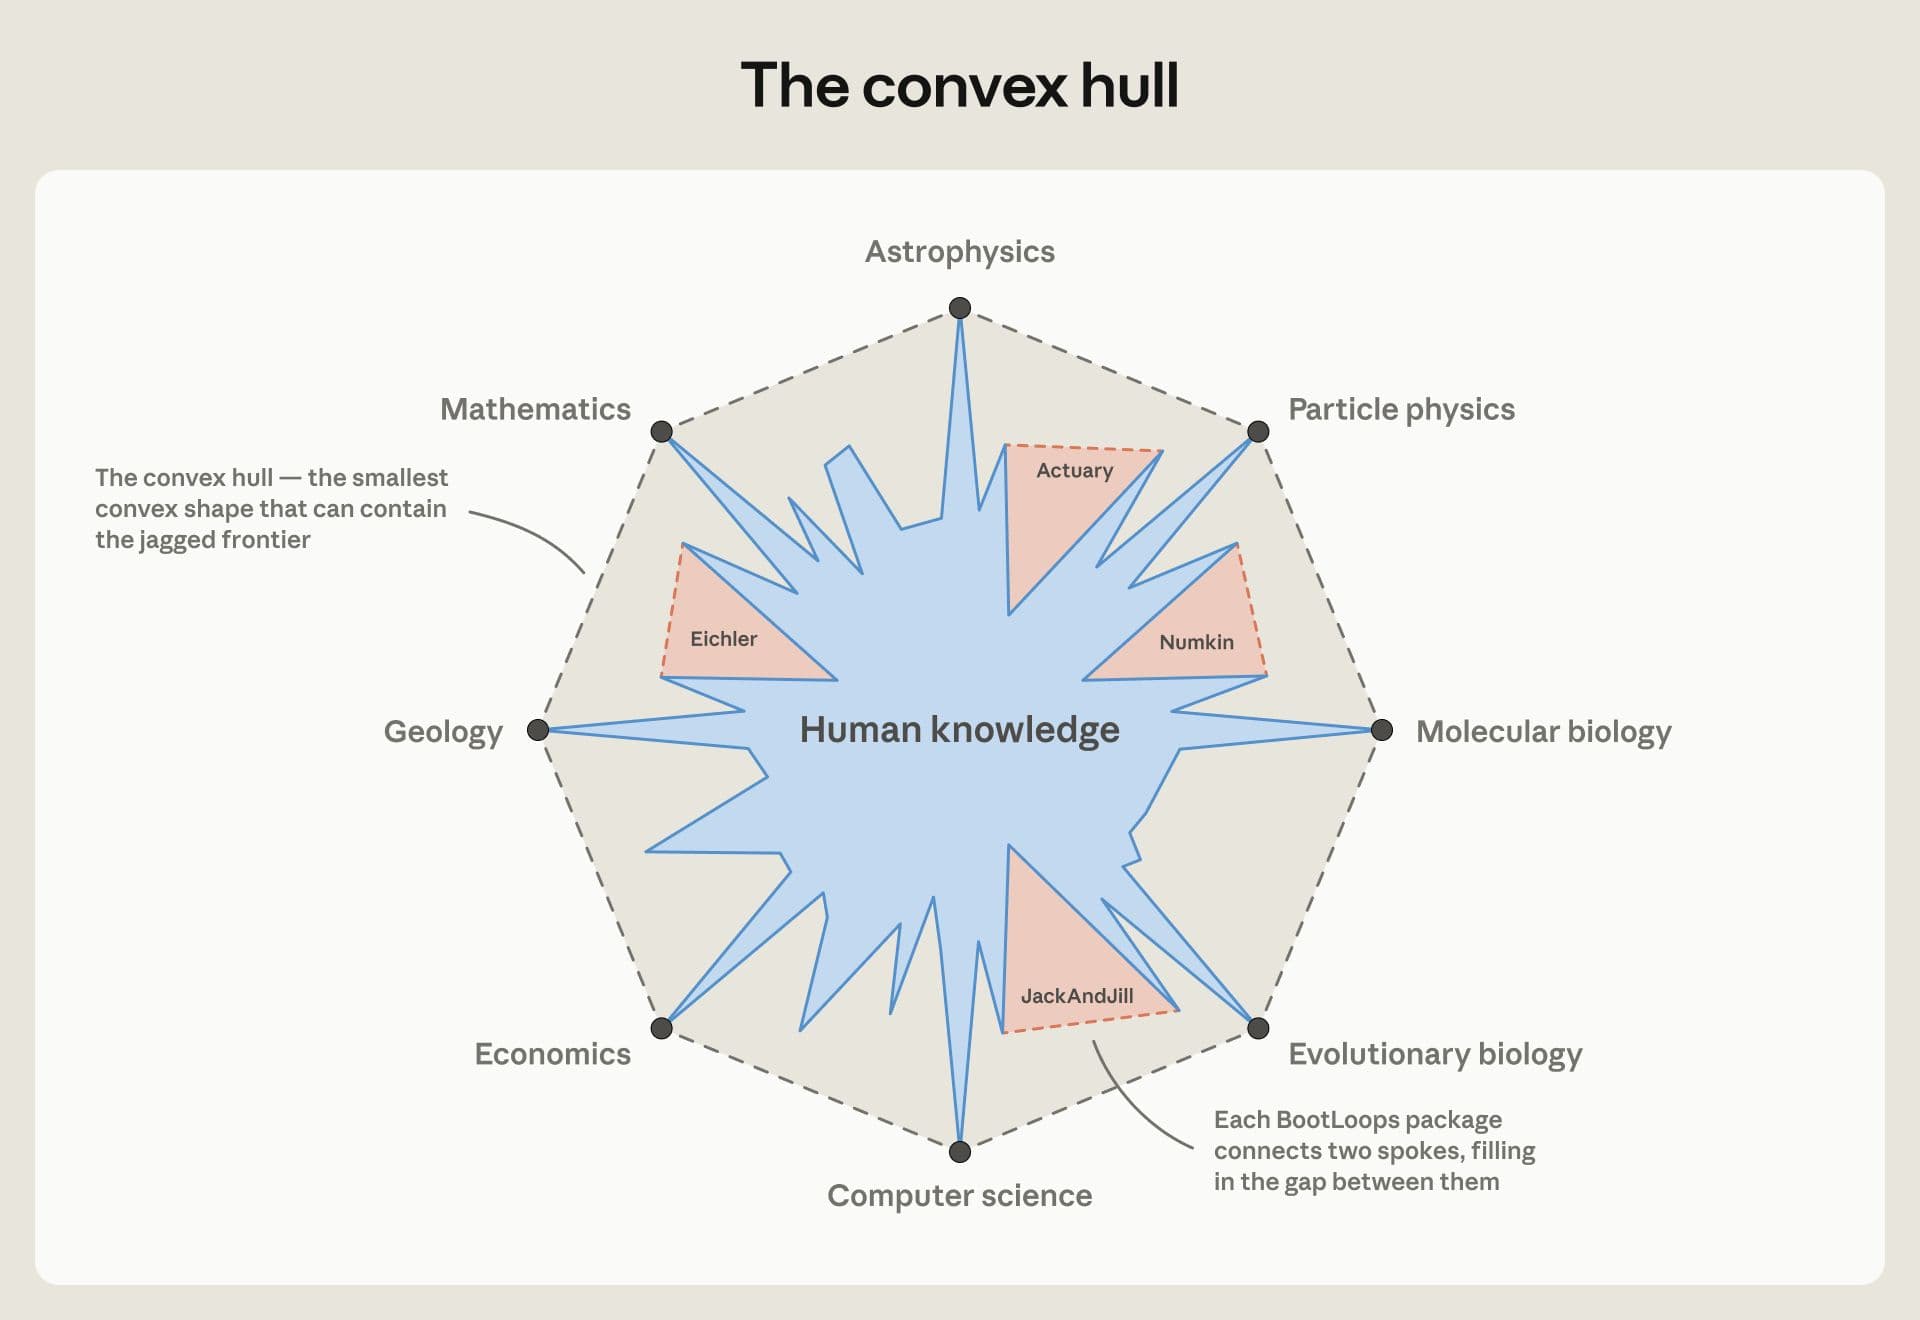 The convex hull
Astrophysics
Mathematics
Particle physics
The convex hull — the smallest
convex shape that can contain
the jagged frontier
Actuary
Eichler
Numkin
Geology
Human knowledge
Molecular biology
JackAndJill
Economics
Evolutionary biology
Each BootLoops package
connects two spokes, filling
in the gap between them
Computer science